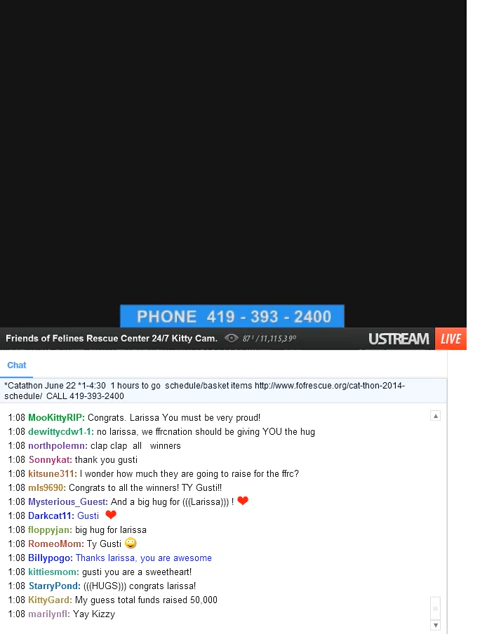 PHONE 419 - 393 - 2400
Friends of Felines Rescue Center 24/7 Kitty Cam.
USTREAM LIVE
Chat
*Catathon June 22 *1-4:30 1 hours to go schedule/basket items http://www.fofrescue.org/cat-thon-2014-
schedule/ CALL 419-393-2400
1:08 MooKittyRIP: Congrats. Larissa You must be very proud!
1:08 dewittycdw1-1: no larissa, we ffrcnation should be giving YOU the hug
1:08 northpolemn: clap clap all winners
1:08 Sonnykat: thank you gusti
1:08 kitsune311: I wonder how much they are going to raise for the ffrc?
1:08 mls9690: Congrats to all the winners! TY Gusti!!
1:08 Mysterious_Guest: And a big hug for (((Larissa))) ! ❤
1:08 Darkcat11: Gusti ❤
1:08 floppyjan: big hug for larissa
1:08 RomeoMom: Ty Gusti
1:08 Billypogo: Thanks larissa, you are awesome
1:08 kittiesmom: gusti you are a sweetheart!
1:08 StarryPond: (((HUGS))) congrats larissa!
1:08 KittyGard: My guess total funds raised 50,000
1:08 marilynfl: Yay Kizzy